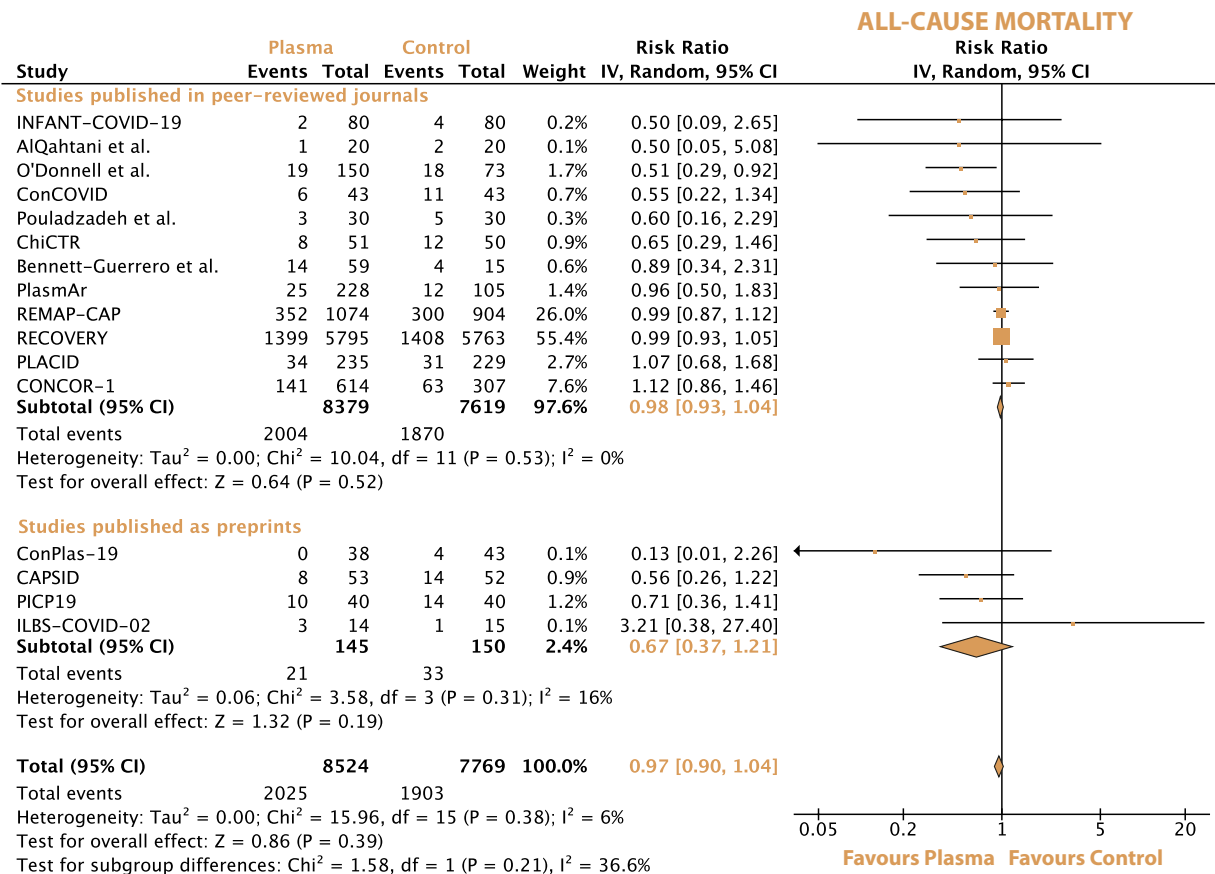 ALL-CAUSE MORTALITY
Plasma Control Risk Ratio Risk Ratio
Study Events Total Events Total Weight IV, Random, 95% CI IV, Random, 95% CI
Studies published in peer-reviewed journals
INFANT-COVID-19 2 80 4 80 0.2% 0.50 [0.09, 2.65]
AlQahtani et al. 1 20 2 20 0.1% 0.50 [0.05, 5.08]
O'Donnell et al. 19 150 18 73 1.7% 0.51 [0.29, 0.92]
ConCOVID 6 43 11 43 0.7% 0.55 [0.22, 1.34]
Pouladzadeh et al. 3 30 5 30 0.3% 0.60 [0.16, 2.29]
ChiCTR 8 51 12 50 0.9% 0.65 [0.29, 1.46]
Bennett-Guerrero et al. 14 59 4 15 0.6% 0.89 [0.34, 2.31]
PlasmAr 25 228 12 105 1.4% 0.96 [0.50, 1.83]
REMAP-CAP 352 1074 300 904 26.0% 0.99 [0.87, 1.12]
RECOVERY 1399 5795 1408 5763 55.4% 0.99 [0.93, 1.05]
PLACID 34 235 31 229 2.7% 1.07 [0.68, 1.68]
CONCOR-1 141 614 63 307 7.6% 1.12 [0.86, 1.46]
Subtotal (95% CI) 8379 7619 97.6% 0.98 [0.93, 1.04]
Total events 2004 1870
Heterogeneity: Tau² = 0.00; Chi² = 10.04, df = 11 (P = 0.53); I² = 0%
Test for overall effect: Z = 0.64 (P = 0.52)
Studies published as preprints
ConPlas-19 0 38 4 43 0.1% 0.13 [0.01, 2.26]
CAPSID 8 53 14 52 0.9% 0.56 [0.26, 1.22]
PICP19 10 40 14 40 1.2% 0.71 [0.36, 1.41]
ILBS-COVID-02 3 14 1 15 0.1% 3.21 [0.38, 27.40]
Subtotal (95% CI) 145 150 2.4% 0.67 [0.37, 1.21]
Total events 21 33
Heterogeneity: Tau² = 0.06; Chi² = 3.58, df = 3 (P = 0.31); I² = 16%
Test for overall effect: Z = 1.32 (P = 0.19)
Total (95% CI) 8524 7769 100.0% 0.97 [0.90, 1.04]
Total events 2025 1903
Heterogeneity: Tau² = 0.00; Chi² = 15.96, df = 15 (P = 0.38); I² = 6%
Test for overall effect: Z = 0.86 (P = 0.39)
Test for subgroup differences: Chi² = 1.58, df = 1 (P = 0.21), I² = 36.6%
0.05 0.2 1 5 20
Favours Plasma Favours Control